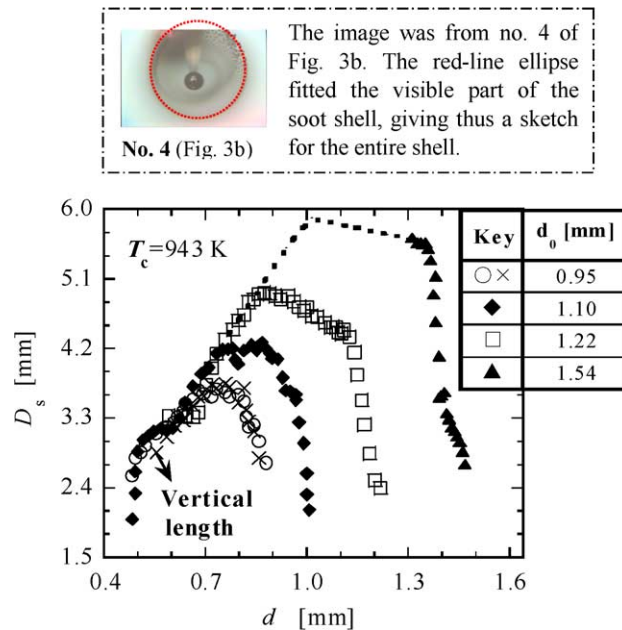 The image was from no. 4 of
Fig. 3b. The red-line ellipse
fitted the visible part of the
soot shell, giving thus a sketch
for the entire shell.
No. 4 (Fig. 3b)
6.0
5.1
4.2
3.3
2.4
1.5
D_s [mm]
T_c=943 K
Vertical
length
Key d_0 [mm]
○× 0.95
◆ 1.10
□ 1.22
▲ 1.54
0.4 0.7 1.0 1.3 1.6
d [mm]